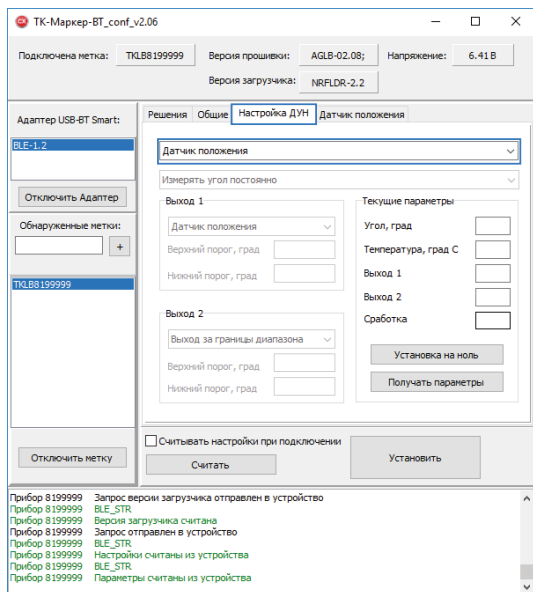 ТК-Маркер-BT_conf_v2.06
Подключена метка: TKLB8199999 Версия прошивки: AGLB-02.08; Напряжение: 6.41 В
Версия загрузчика: NRFLDR-2.2
Адаптер USB-BT Smart:
BLE-1.2
Отключить Адаптер
Обнаруженные метки:
+
TKLB8199999
Отключить метку
Решения Общие Настройка ДУН Датчик положения
Датчик положения
Измерять угол постоянно
Выход 1
Датчик положения
Верхний порог, град
Нижний порог, град
Выход 2
Выход за границы диапазона
Верхний порог, град
Нижний порог, град
Текущие параметры
Угол, град
Температура, град С
Выход 1
Выход 2
Сработка
Установка на ноль
Получать параметры
Считывать настройки при подключении
Считать
Установить
Прибор 8199999 Запрос версии загрузчика отправлен в устройство
Прибор 8199999 BLE_STR
Прибор 8199999 Версия загрузчика считана
Прибор 8199999 Запрос отправлен в устройство
Прибор 8199999 BLE_STR
Прибор 8199999 Настройки считаны из устройства
Прибор 8199999 BLE_STR
Прибор 8199999 Параметры считаны из устройства